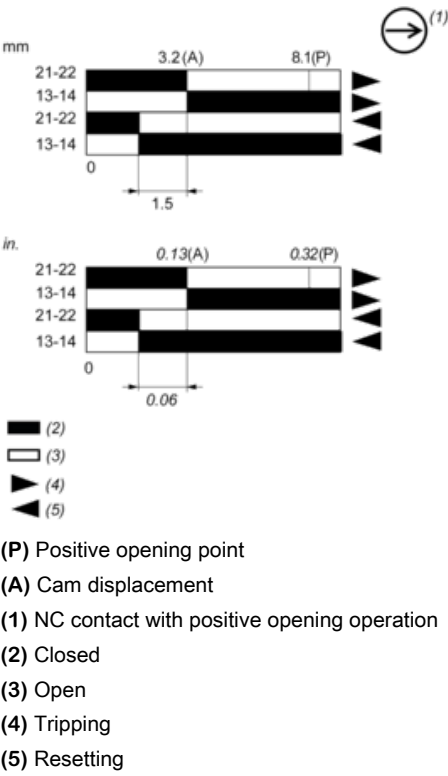 (1)
mm
3.2(A) 8.1(P)
21-22
13-14
21-22
13-14
0
1.5
in.
0.13(A) 0.32(P)
21-22
13-14
21-22
13-14
0
0.06
(2)
(3)
(4)
(5)
(P) Positive opening point
(A) Cam displacement
(1) NC contact with positive opening operation
(2) Closed
(3) Open
(4) Tripping
(5) Resetting